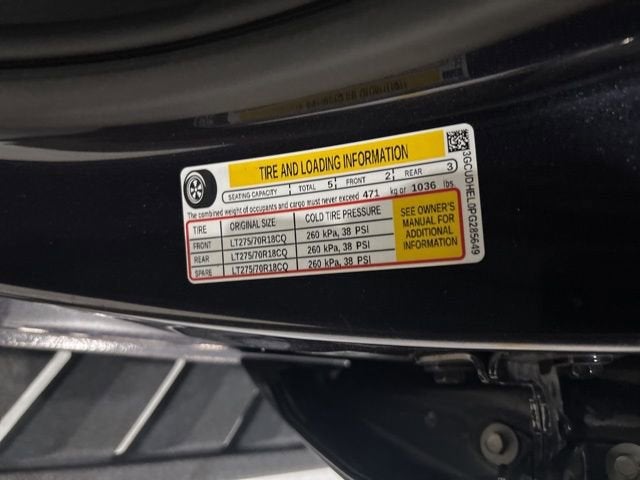 TIRE AND LOADING INFORMATION
SEATING CAPACITY TOTAL 5 FRONT 2 REAR 3
The combined weight of occupants and cargo must never exceed 471 kg or 1036 lbs
TIRE ORIGINAL SIZE COLD TIRE PRESSURE
FRONT LT275/70R18CQ 260 kPa, 38 PSI
REAR LT275/70R18CQ 260 kPa, 38 PSI
SPARE LT275/70R18CQ 260 kPa, 38 PSI
SEE OWNER'S
MANUAL FOR
ADDITIONAL
INFORMATION
3GCUDHEL3PG285649